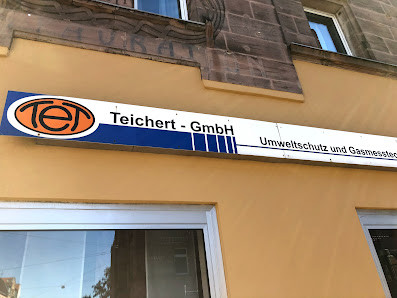 TET
Teichert - GmbH
Umweltschutz und Gasmesstec